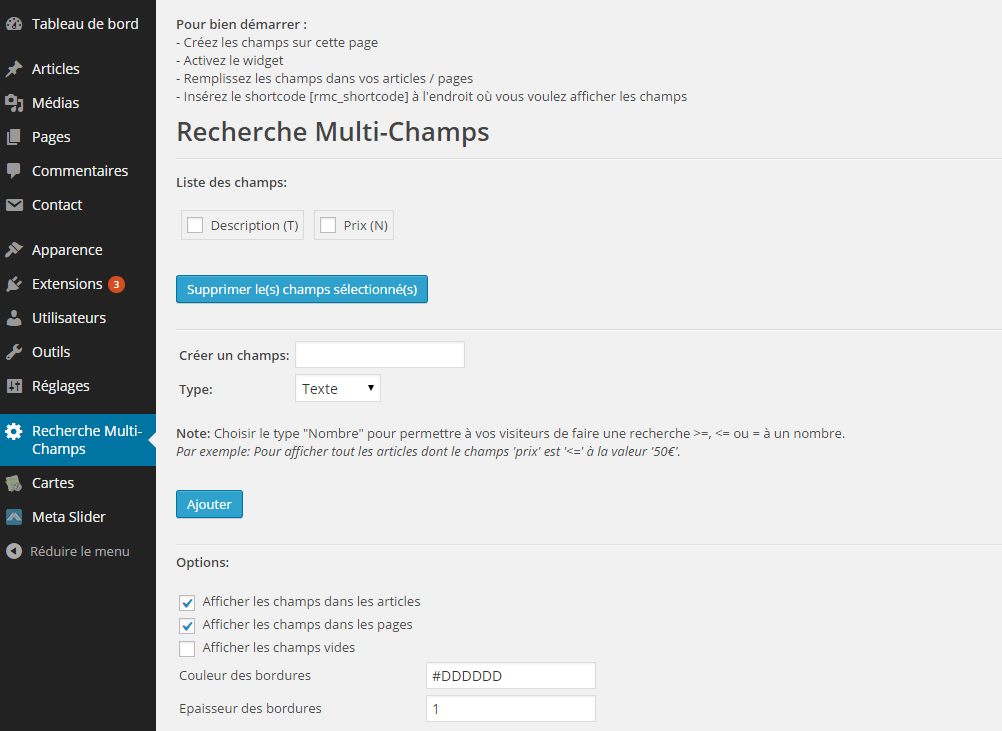 Tableau de bord
Articles
Médias
Pages
Commentaires
Contact
Apparence
Extensions 3
Utilisateurs
Outils
Réglages
Recherche Multi-
Champs
Cartes
Meta Slider
Réduire le menu
Pour bien démarrer :
- Créez les champs sur cette page
- Activez le widget
- Remplissez les champs dans vos articles / pages
- Insérez le shortcode [rmc_shortcode] à l'endroit où vous voulez afficher les champs
Recherche Multi-Champs
Liste des champs:
Description (T) Prix (N)
Supprimer le(s) champs sélectionné(s)
Créer un champs:
Type: Texte
Note: Choisir le type "Nombre" pour permettre à vos visiteurs de faire une recherche >=, <= ou = à un nombre.
Par exemple: Pour afficher tout les articles dont le champs 'prix' est '<=' à la valeur '50€'.
Ajouter
Options:
Afficher les champs dans les articles
Afficher les champs dans les pages
Afficher les champs vides
Couleur des bordures #DDDDDD
Epaisseur des bordures 1